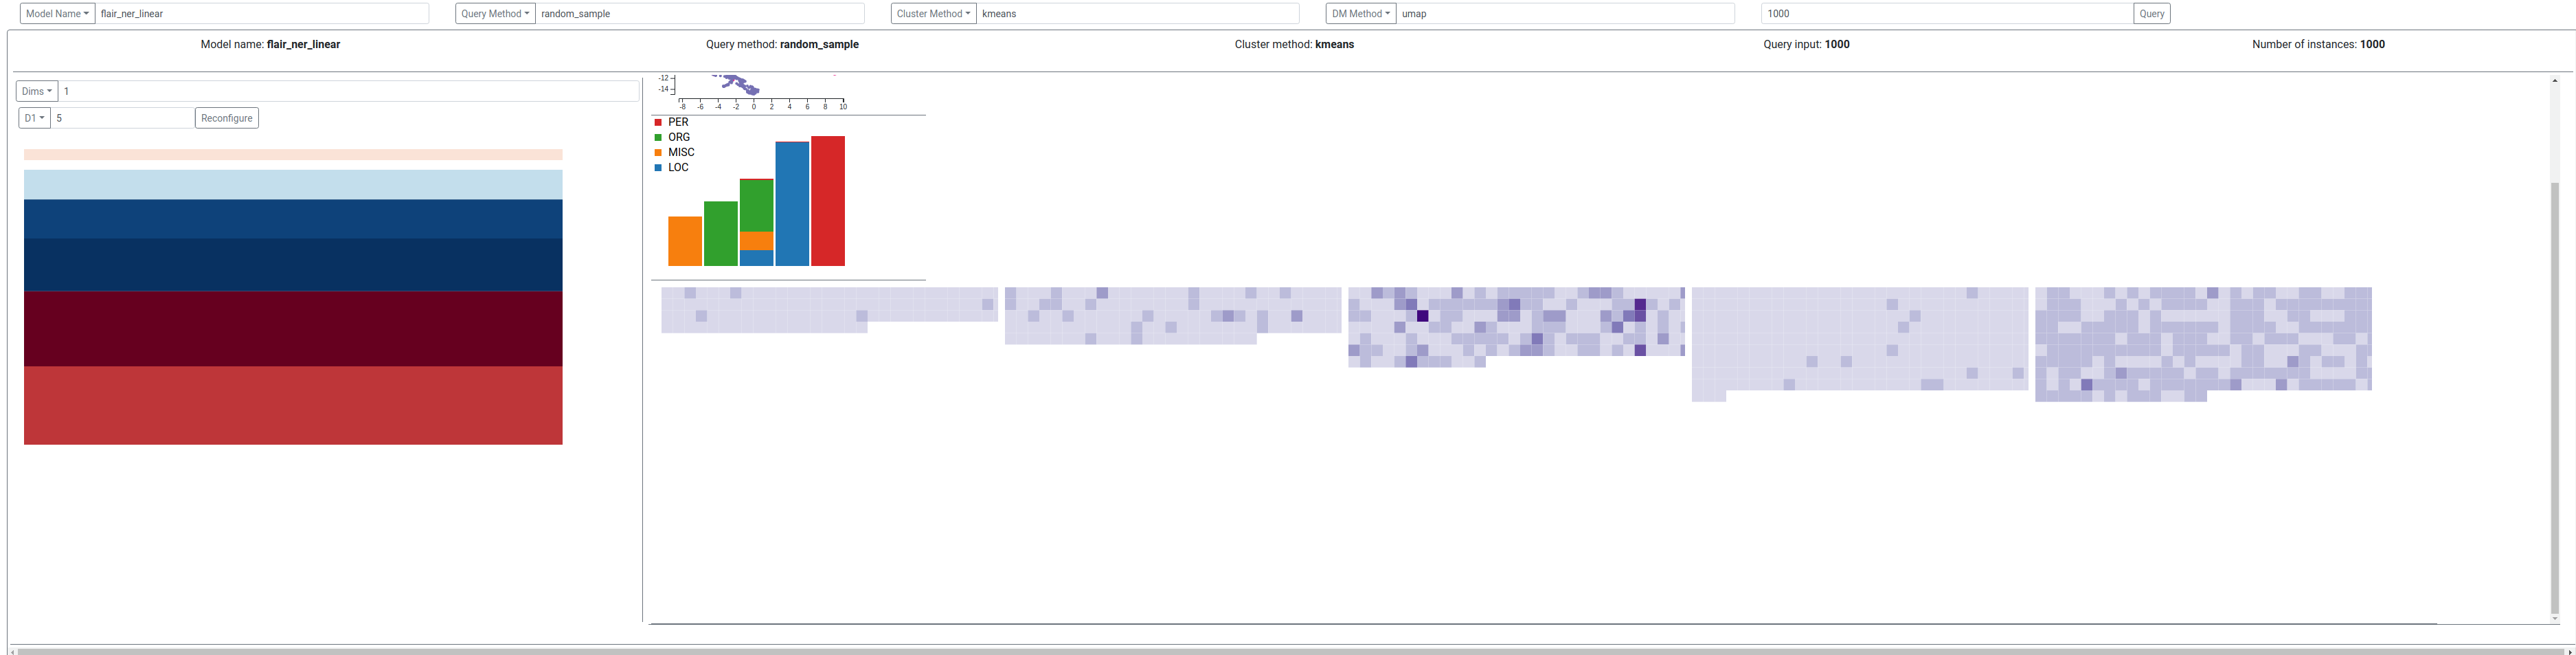 Model Name flair_ner_linear Query Method random_sample Cluster Method kmeans DM Method umap 1000 Query
Model name: flair_ner_linear Query method: random_sample Cluster method: kmeans Query input: 1000 Number of instances: 1000
Dims 1
D1 5 Reconfigure
-12
-14
-8 -6 -4 -2 0 2 4 6 8 10
PER
ORG
MISC
LOC